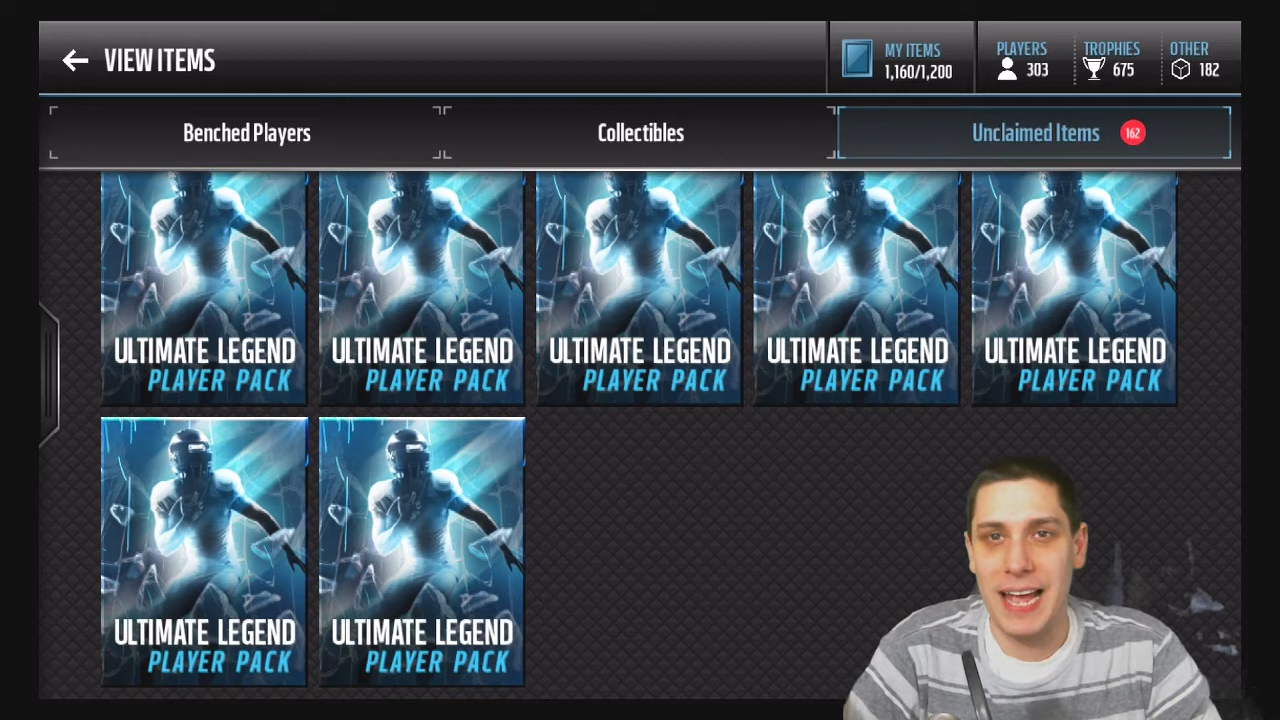 VIEW ITEMS
MY ITEMS
1,160/1,200
PLAYERS
303
TROPHIES
675
OTHER
182
Benched Players
Collectibles
Unclaimed Items 162
ULTIMATE LEGEND
PLAYER PACK
ULTIMATE LEGEND
PLAYER PACK
ULTIMATE LEGEND
PLAYER PACK
ULTIMATE LEGEND
PLAYER PACK
ULTIMATE LEGEND
PLAYER PACK
ULTIMATE LEGEND
PLAYER PACK
ULTIMATE LEGEND
PLAYER PACK